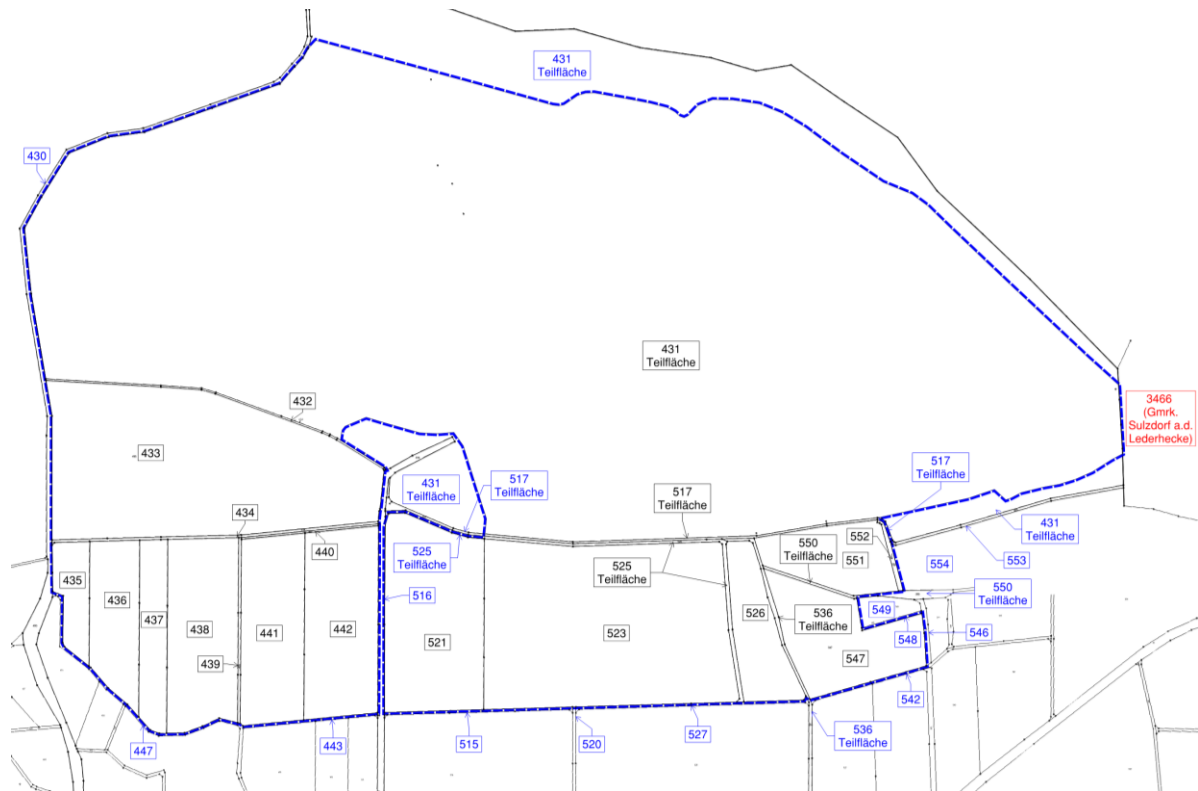 431
Teilfläche
430
431
Teilfläche
432
3466
(Gmrk.
Sulzdorf a.d.
Lederhecke)
433
431
Teilfläche
517
Teilfläche
517
Teilfläche
517
Teilfläche
431
Teilfläche
434
440
552
551
550
Teilfläche
553
554
525
Teilfläche
525
Teilfläche
435
436
437
438
441
442
516
521
523
526
536
Teilfläche
549
548
550
Teilfläche
546
547
439
542
447
443
515
520
527
536
Teilfläche